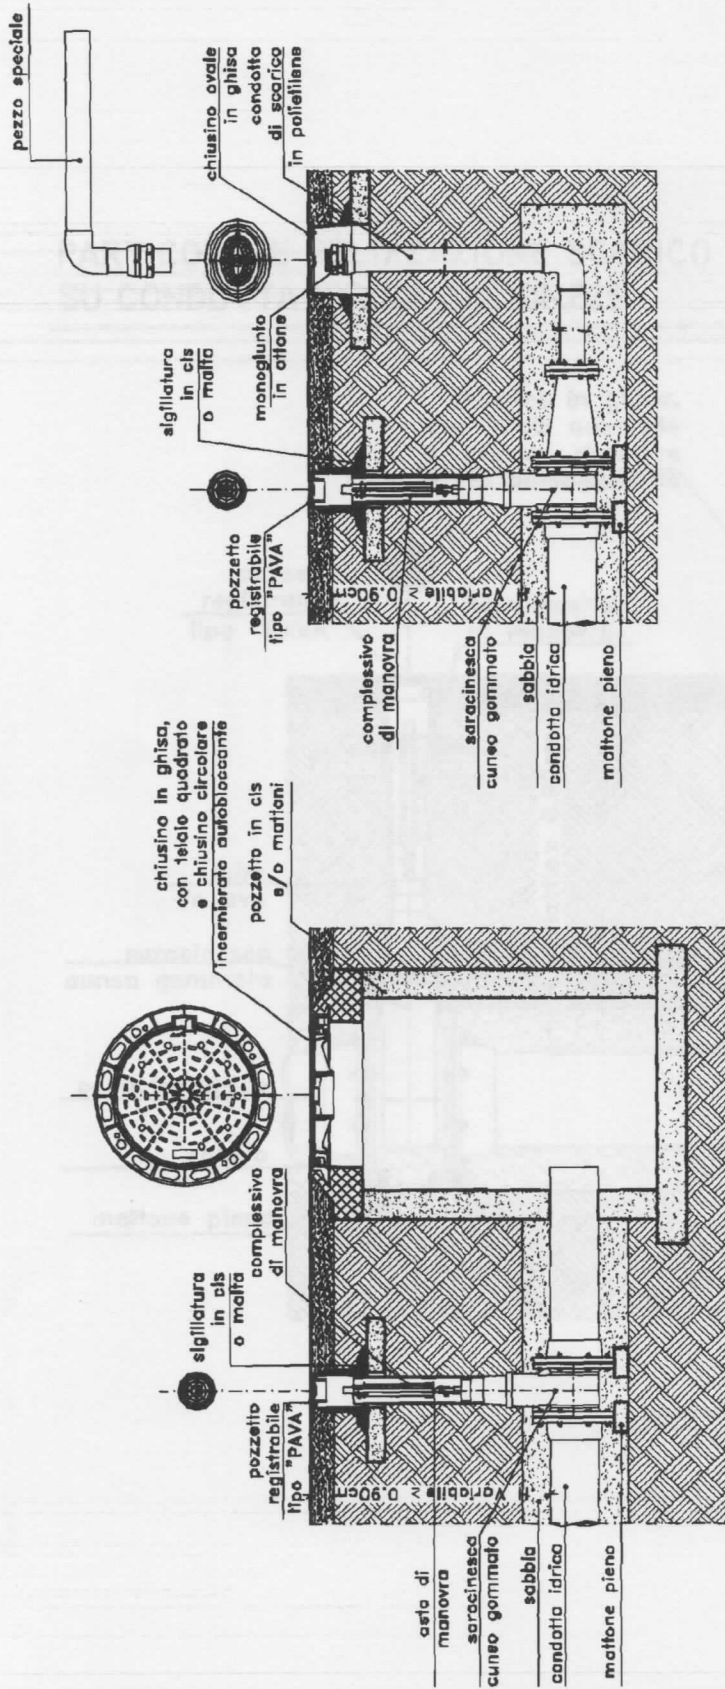 pezzo speciale
chiusino ovale
in ghisa
condotta
di scarico
in polietilene
monogiunto
in ottone
sigillatura
in cls
o malta
pozzetto
registrabile
tipo "PAVA"
H Variabile ≥ 0.90cm
complessivo
di manovra
saracinesca
cuneo gommato
sabbia
condotta idrica
mattone pieno
chiusino in ghisa,
con telaio quadrato
e chiusino circolare
incernierato autobloccante
pozzetto in cls
e/o mattoni
complessivo
di manovra
sigillatura
in cls
o malta
pozzetto
registrabile
tipo "PAVA"
H Variabile ≥ 0.90cm
asta di
manovra
saracinesca
cuneo gommato
sabbia
condotta idrica
mattone pieno
SU CONDOTTA